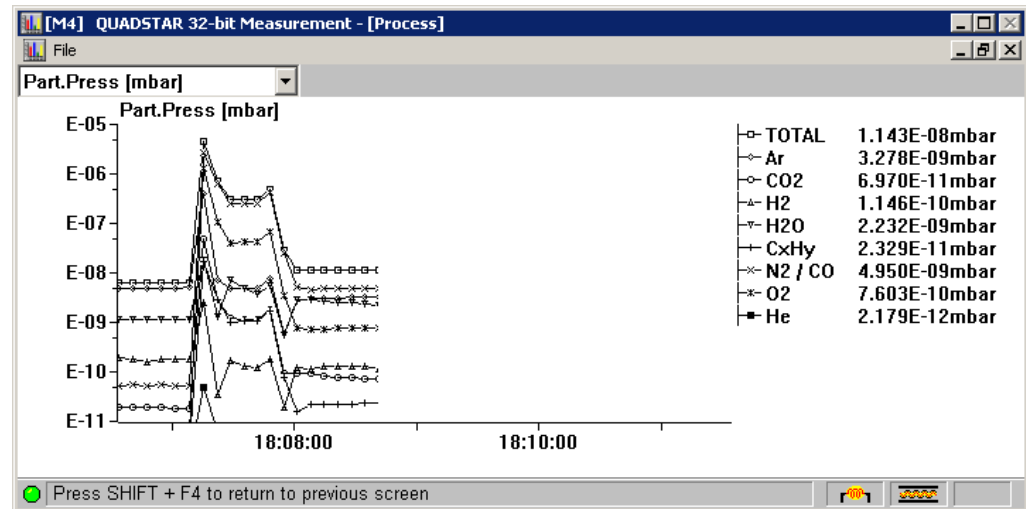 [M4] QUADSTAR 32-bit Measurement - [Process]
File
Part.Press [mbar]
Part.Press [mbar]
E-05
E-06
E-07
E-08
E-09
E-10
E-11
18:08:00
18:10:00
TOTAL 1.143E-08mbar
Ar 3.278E-09mbar
CO2 6.970E-11mbar
H2 1.146E-10mbar
H2O 2.232E-09mbar
CxHy 2.329E-11mbar
N2 / CO 4.950E-09mbar
O2 7.603E-10mbar
He 2.179E-12mbar
Press SHIFT + F4 to return to previous screen